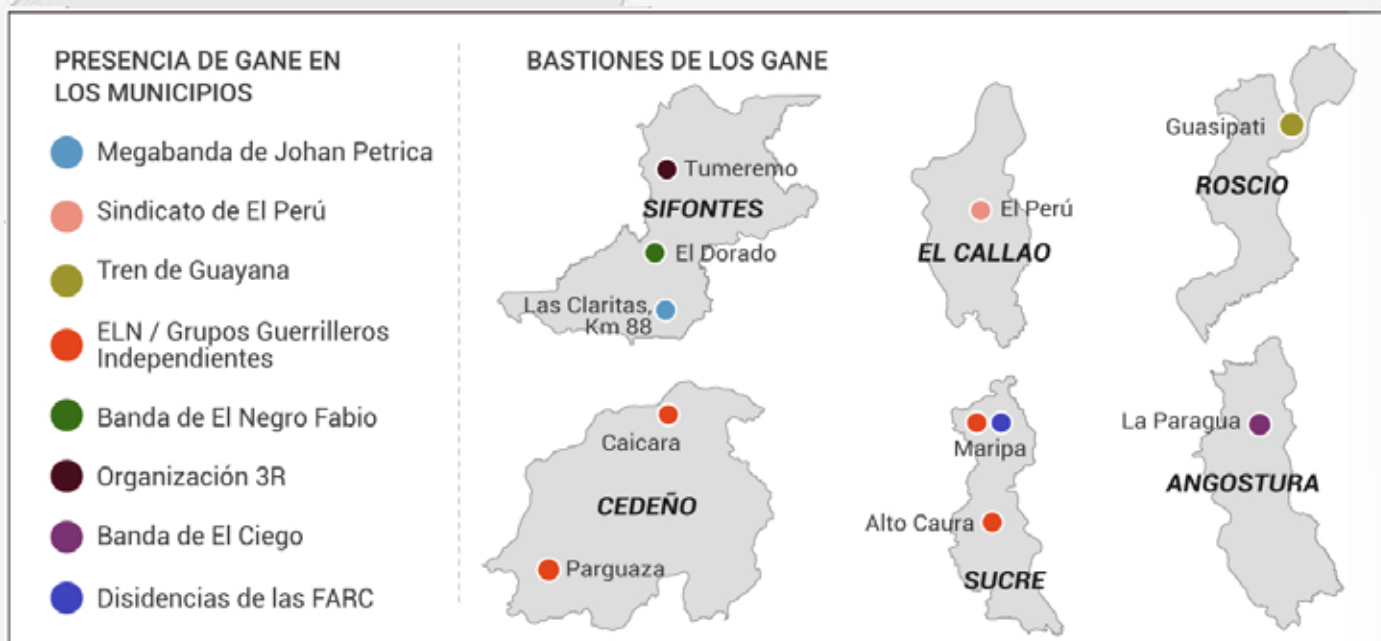 PRESENCIA DE GANE EN
LOS MUNICIPIOS
Megabanda de Johan Petrica
Sindicato de El Perú
Tren de Guayana
ELN / Grupos Guerrilleros
Independientes
Banda de El Negro Fabio
Organización 3R
Banda de El Ciego
Disidencias de las FARC
BASTIONES DE LOS GANE
Tumeremo
SIFONTES
El Dorado
Las Claritas,
Km 88
El Perú
EL CALLAO
Guasipati
ROSCIO
Caicara
CEDEÑO
Parguaza
Maripa
Alto Caura
SUCRE
La Paragua
ANGOSTURA